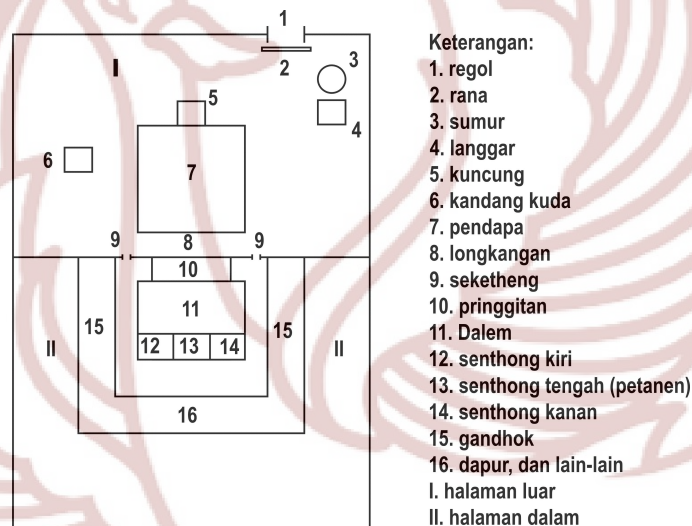 1
2
3
4
I
5
6
7
9
8
9
10
11
12
13
14
15
15
II
II
16
Keterangan:
1. regol
2. rana
3. sumur
4. langgar
5. kuncung
6. kandang kuda
7. pendapa
8. longkangan
9. seketheng
10. pringgitan
11. Dalem
12. senthong kiri
13. senthong tengah (petanen)
14. senthong kanan
15. gandhok
16. dapur, dan lain-lain
I. halaman luar
II. halaman dalam